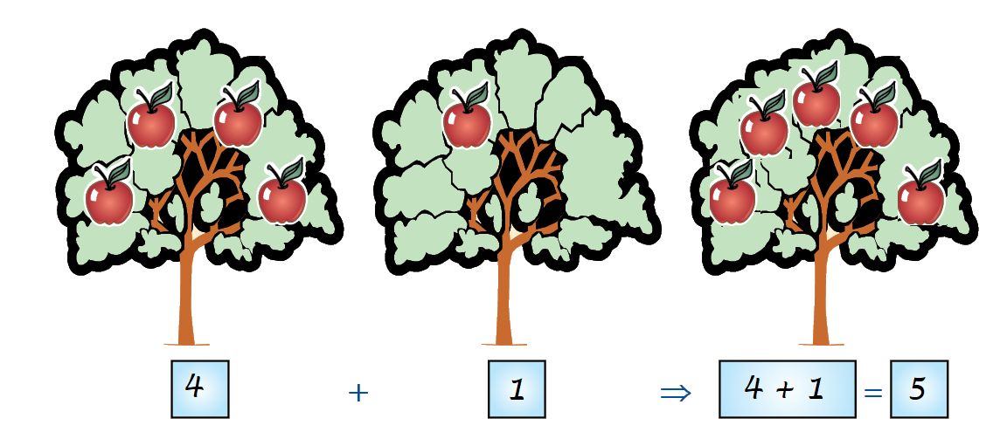 4 + 1 ⇒ 4 + 1 = 5